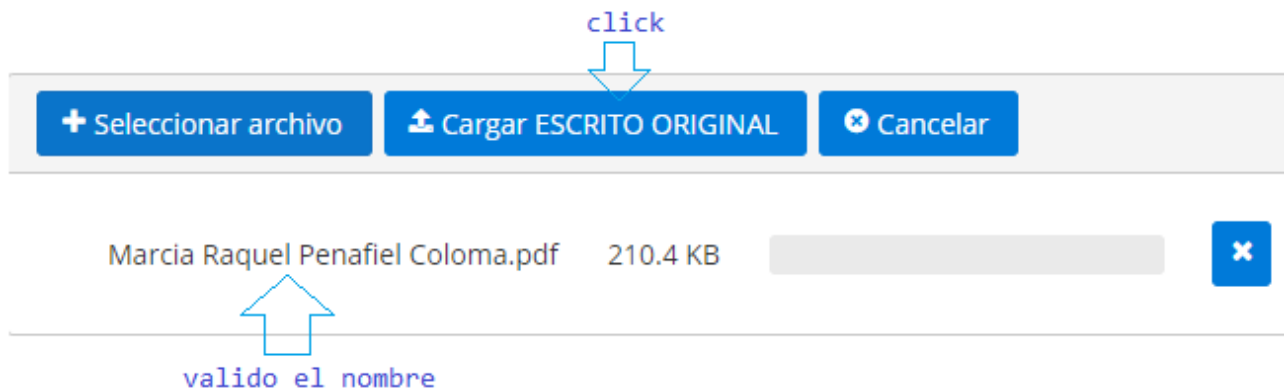 click
Seleccionar archivo Cargar ESCRITO ORIGINAL Cancelar
Marcia Raquel Penafiel Coloma.pdf 210.4 KB
valido el nombre